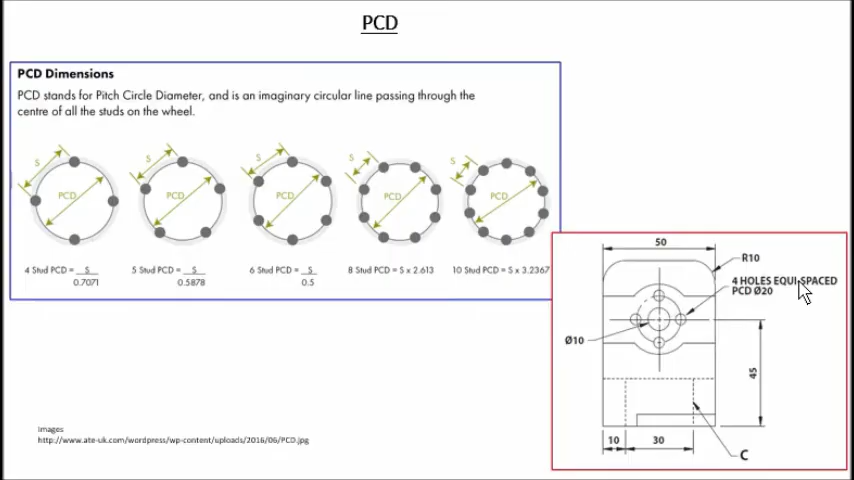 PCD
PCD Dimensions
PCD stands for Pitch Circle Diameter, and is an imaginary circular line passing through the
centre of all the studs on the wheel.
S
PCD
S
PCD
S
PCD
S
PCD
S
PCD
4 Stud PCD = S
0.7071
5 Stud PCD = S
0.5878
6 Stud PCD = S
0.5
8 Stud PCD = S x 2.613
10 Stud PCD = S x 3.2367
50
R10
4 HOLES EQUI-SPACED
PCD Ø20
Ø10
45
10
30
C
Images:
http://www.ate-uk.com/wordpress/wp-content/uploads/2016/06/PCD.jpg